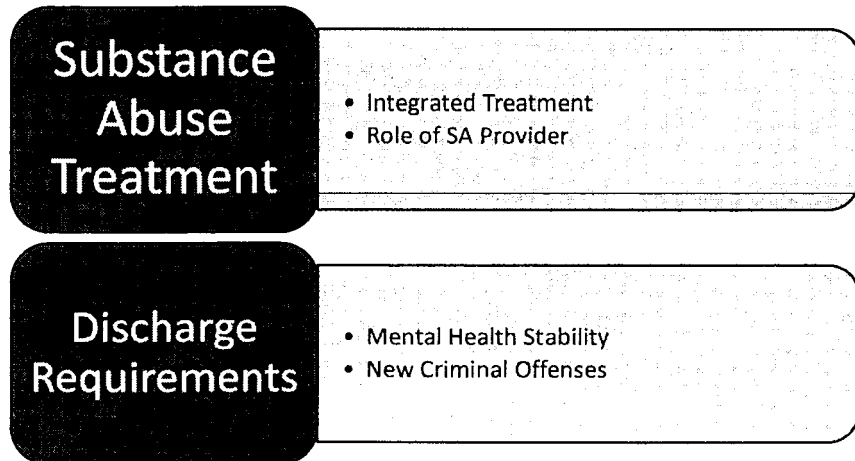 Substance
Abuse
Treatment
• Integrated Treatment
• Role of SA Provider
Discharge
Requirements
• Mental Health Stability
• New Criminal Offenses